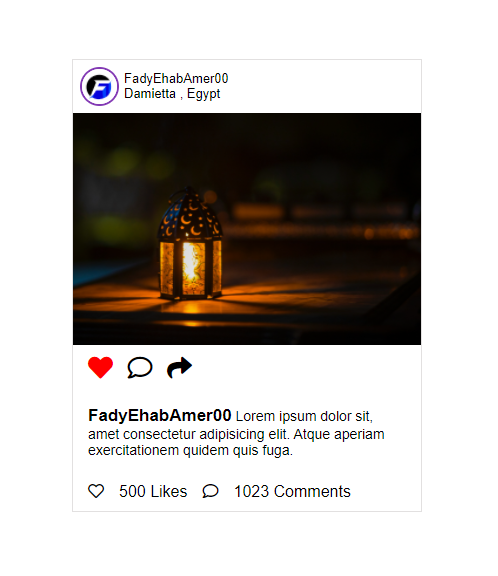 FadyEhabAmer00
Damietta , Egypt
FadyEhabAmer00 Lorem ipsum dolor sit,
amet consectetur adipisicing elit. Atque aperiam
exercitationem quidem quis fuga.
500 Likes 1023 Comments